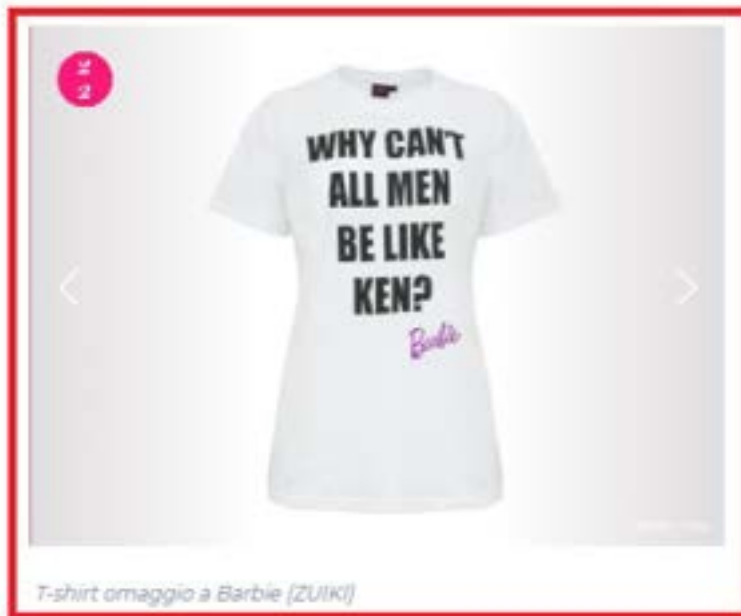 WHY CAN'T
ALL MEN
BE LIKE
KEN?
Barbie
T-shirt omaggio a Barbie (ZUIKI)